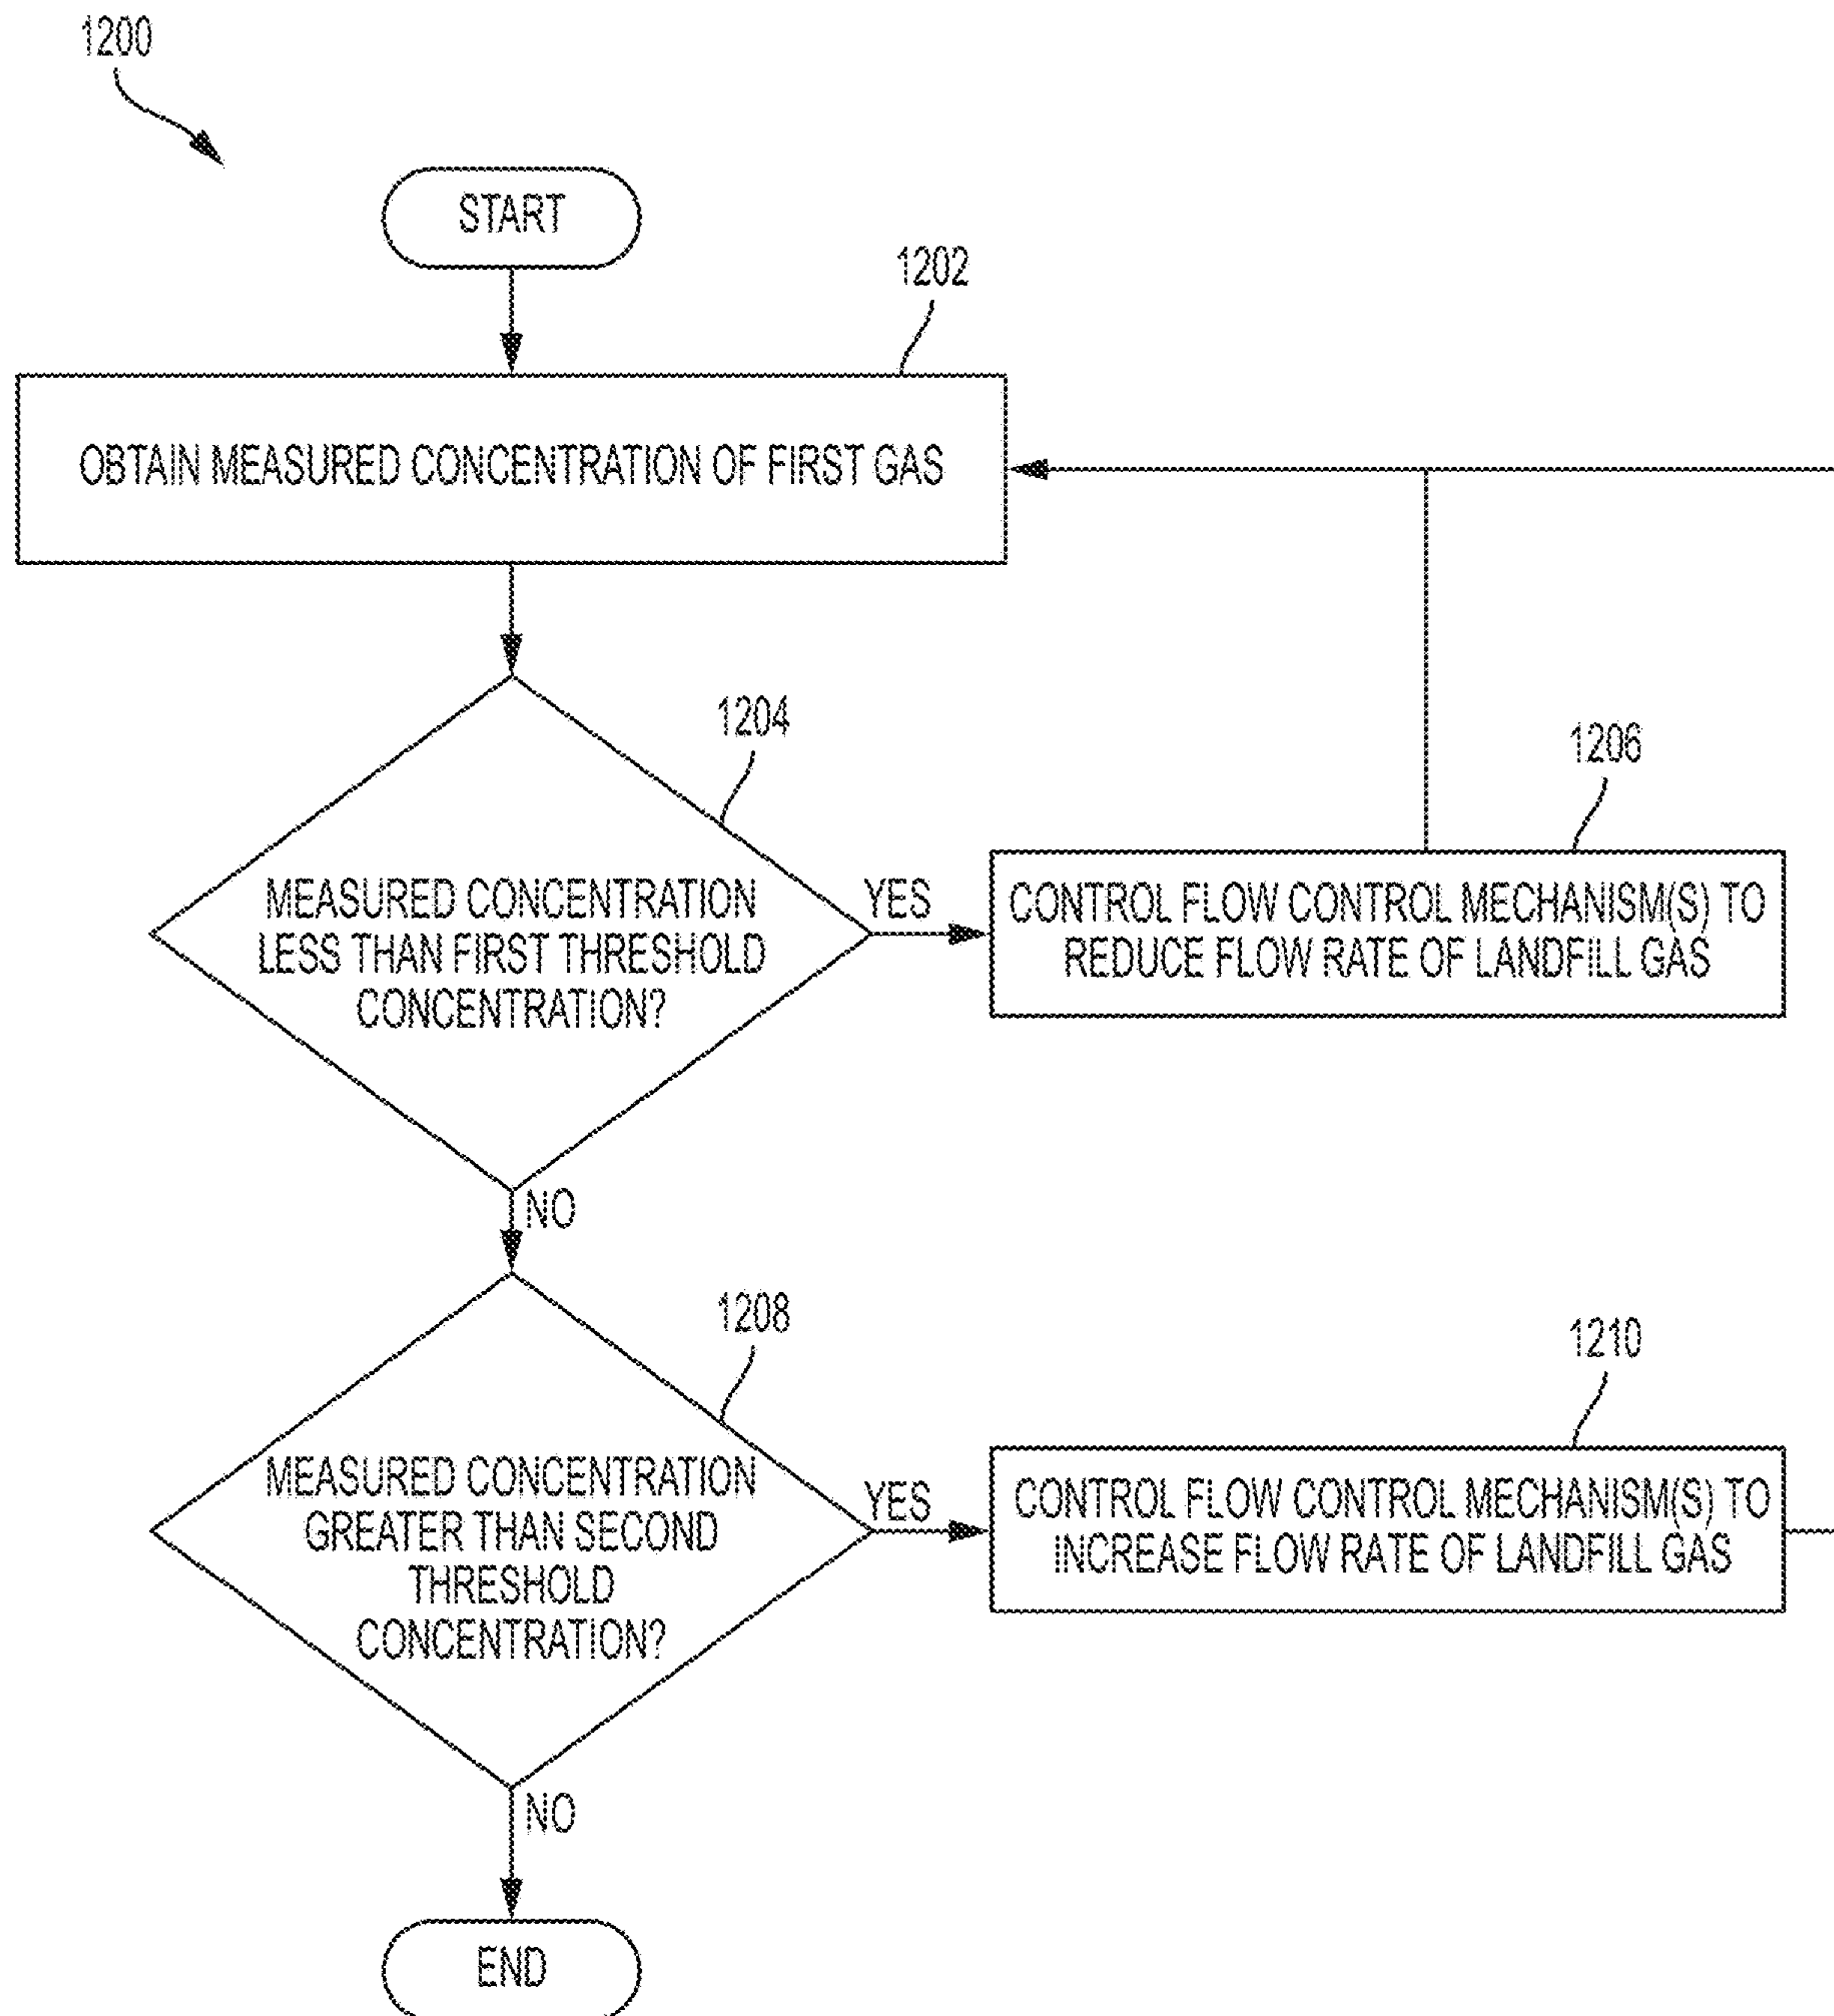 1200
START
1202
OBTAIN MEASURED CONCENTRATION OF FIRST GAS
1204
MEASURED CONCENTRATION
LESS THAN FIRST THRESHOLD
CONCENTRATION?
YES
1206
CONTROL FLOW CONTROL MECHANISM(S) TO
REDUCE FLOW RATE OF LANDFILL GAS
NO
1208
MEASURED CONCENTRATION
GREATER THAN SECOND
THRESHOLD
CONCENTRATION?
YES
1210
CONTROL FLOW CONTROL MECHANISM(S) TO
INCREASE FLOW RATE OF LANDFILL GAS
NO
END